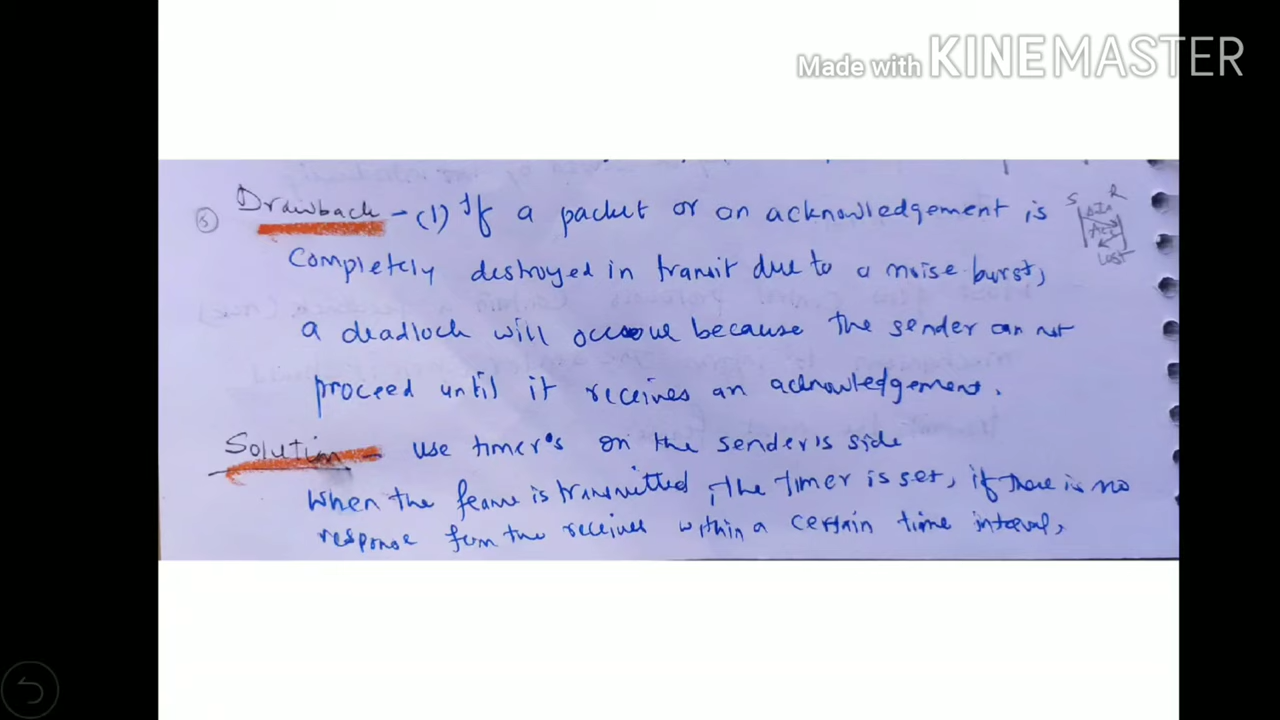 Made with KINEMASTER
5 Drawback - (1) If a packet or an acknowledgement is
S R
Completely destroyed in transit due to a noise burst,
Lost
a deadlock will occour because the sender can not
proceed until it receives an acknowledgement.
Solution - use timer's on the sender's side
When the frame is transmitted, the timer is set, if there is no
response from the receiver within a certain time interval,